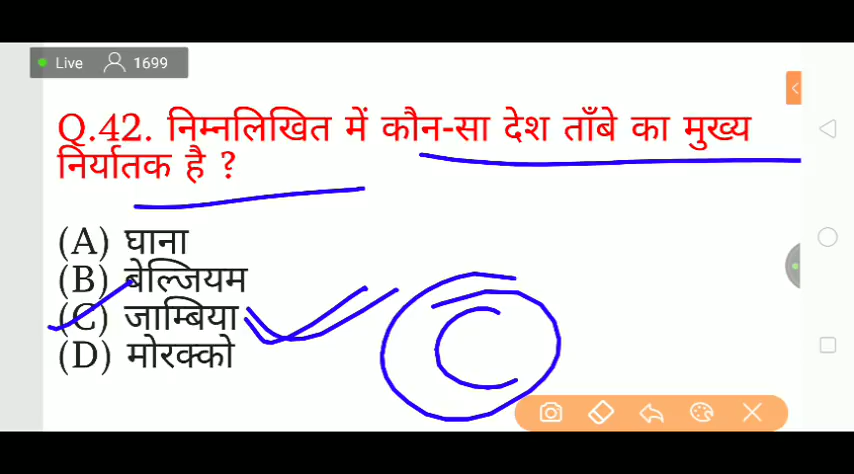 Live 1699
Q.42. निम्नलिखित में कौन-सा देश ताँबे का मुख्य
निर्यातक है ?
(A) घाना
(B) बेल्जियम
(C) जाम्बिया
(D) मोरक्को